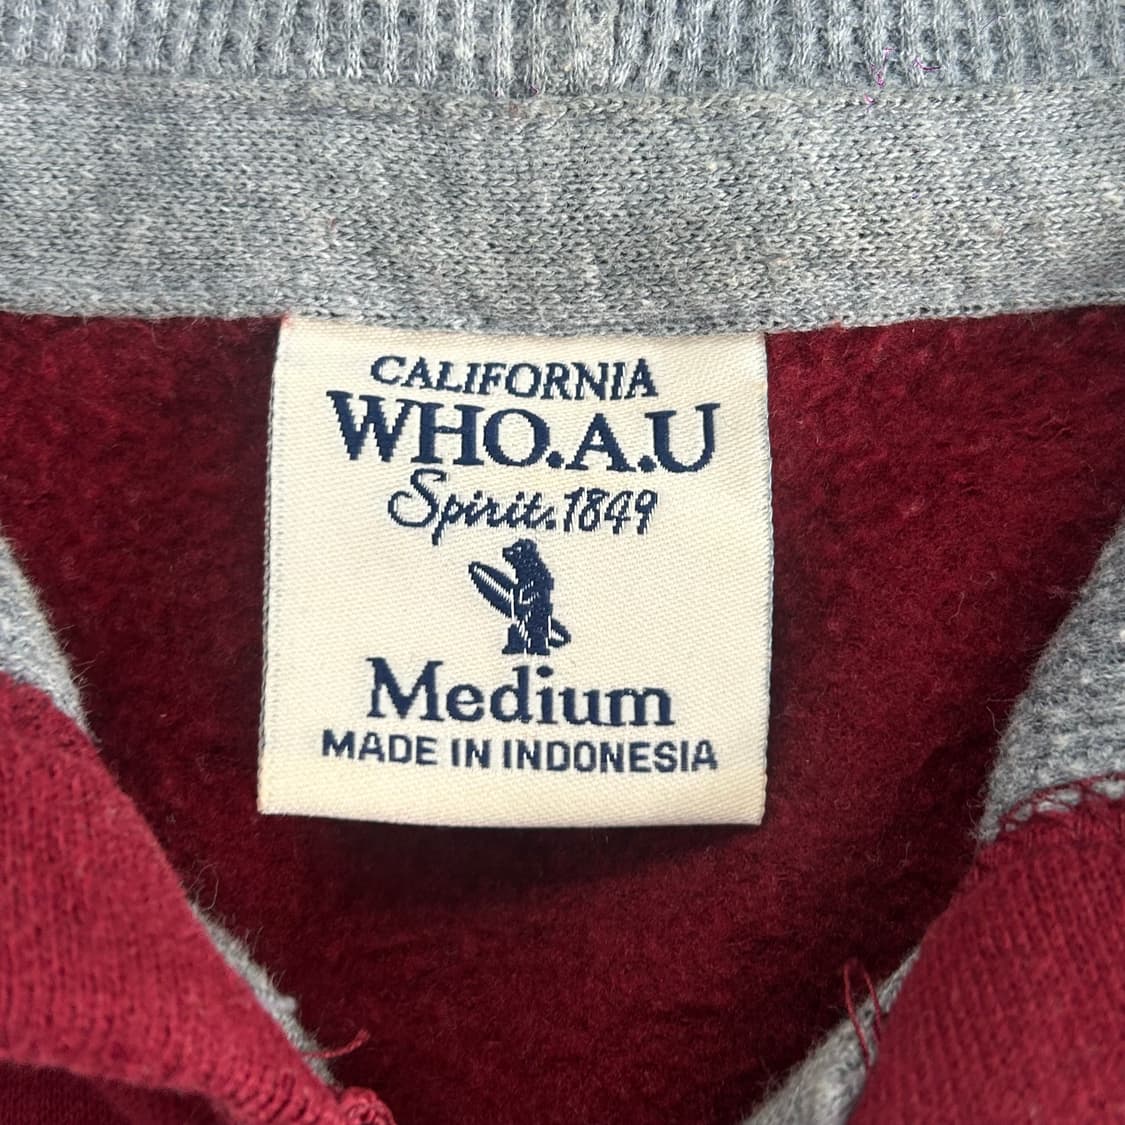 CALIFORNIA
WHO.A.U
Spirit.1849
Medium
MADE IN INDONESIA